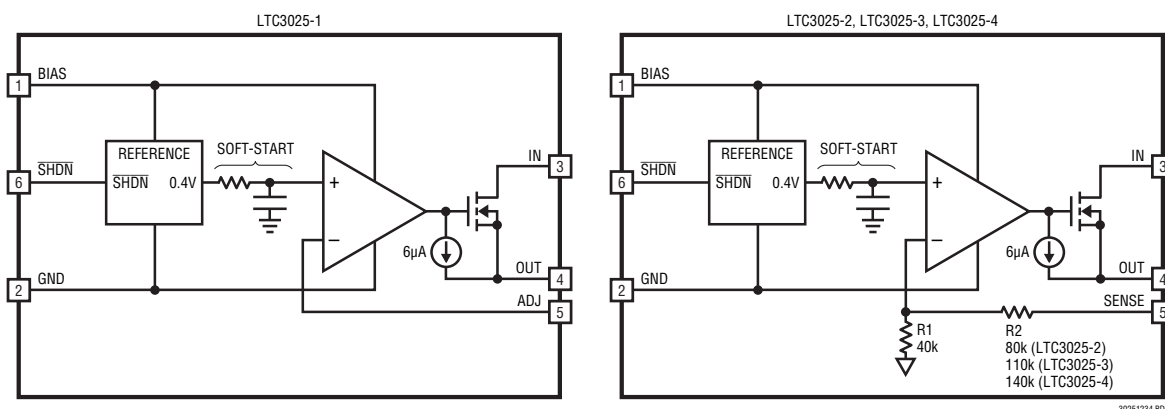 LTC3025-1
1
BIAS
REFERENCE
SHDN
0.4V
SOFT-START
6
SHDN
IN
3
+
–
6µA
2
GND
OUT
4
ADJ
5
LTC3025-2, LTC3025-3, LTC3025-4
1
BIAS
REFERENCE
SHDN
0.4V
SOFT-START
6
SHDN
IN
3
+
–
6µA
2
GND
OUT
4
SENSE
5
R1
40k
R2
80k (LTC3025-2)
110k (LTC3025-3)
140k (LTC3025-4)
30251234 BD